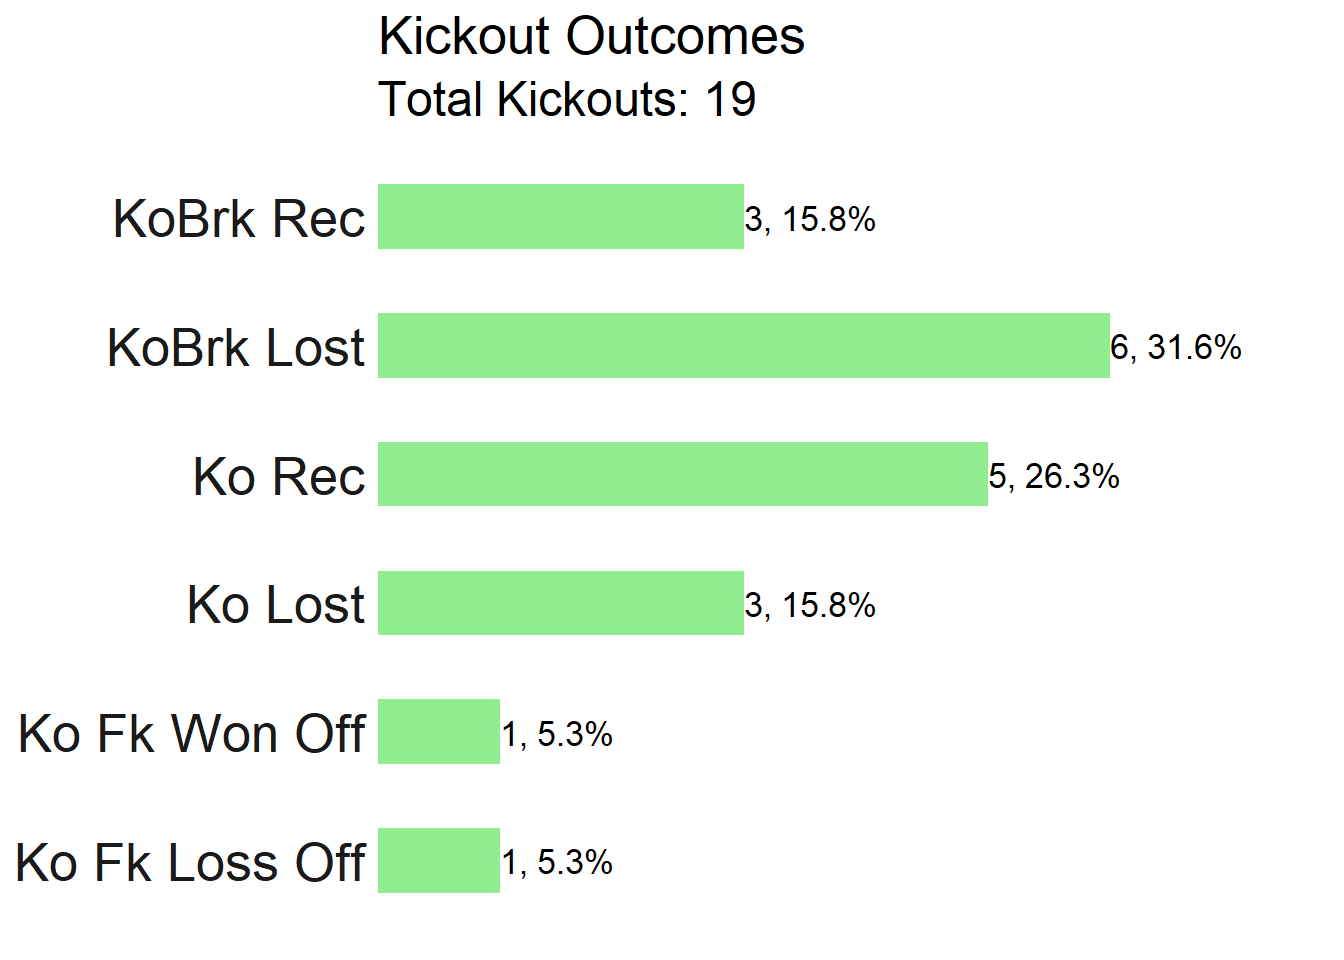 Kickout Outcomes
Total Kickouts: 19
KoBrk Rec 3, 15.8%
KoBrk Lost 6, 31.6%
Ko Rec 5, 26.3%
Ko Lost 3, 15.8%
Ko Fk Won Off 1, 5.3%
Ko Fk Loss Off 1, 5.3%